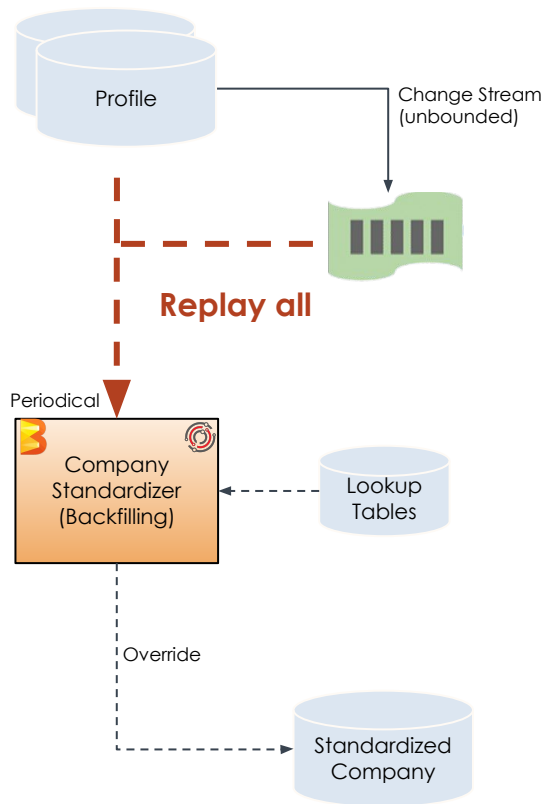 Profile
Change Stream
(unbounded)
Replay all
Periodical
Company
Standardizer
(Backfilling)
Lookup
Tables
Override
Standardized
Company